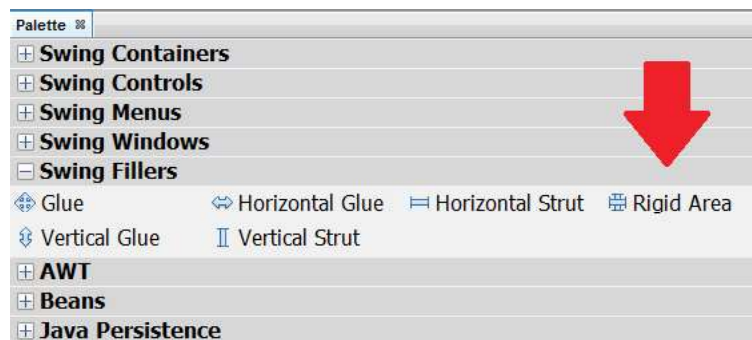 Palette
Swing Containers
Swing Controls
Swing Menus
Swing Windows
Swing Fillers
Glue Horizontal Glue Horizontal Strut Rigid Area
Vertical Glue Vertical Strut
AWT
Beans
Java Persistence